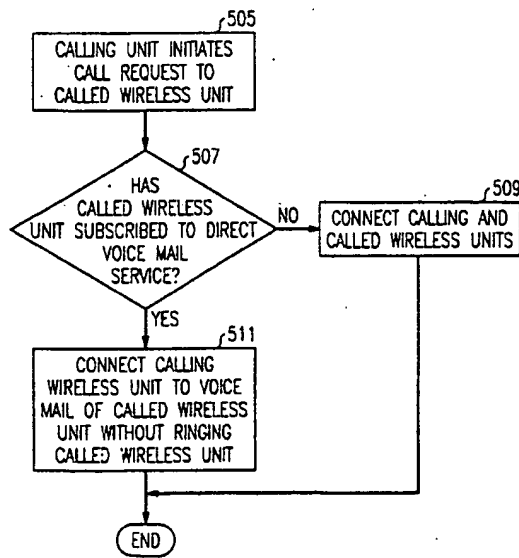 505
CALLING UNIT INITIATES
CALL REQUEST TO
CALLED WIRELESS UNIT
507
HAS
CALLED WIRELESS
UNIT SUBSCRIBED TO DIRECT
VOICE MAIL
SERVICE?
NO
509
CONNECT CALLING AND
CALLED WIRELESS UNITS
YES
511
CONNECT CALLING
WIRELESS UNIT TO VOICE
MAIL OF CALLED WIRELESS
UNIT WITHOUT RINGING
CALLED WIRELESS UNIT
END